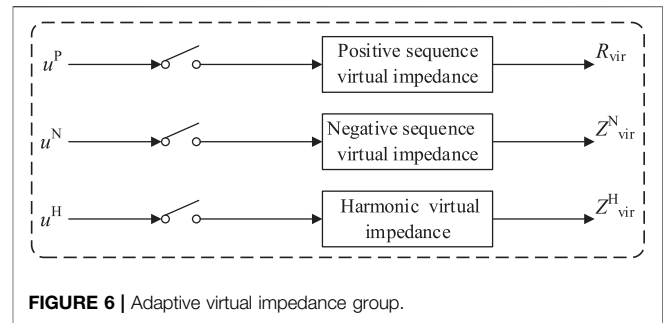 u^P Positive sequence virtual impedance R_vir
u^N Negative sequence virtual impedance Z^N_vir
u^H Harmonic virtual impedance Z^H_vir
FIGURE 6 | Adaptive virtual impedance group.